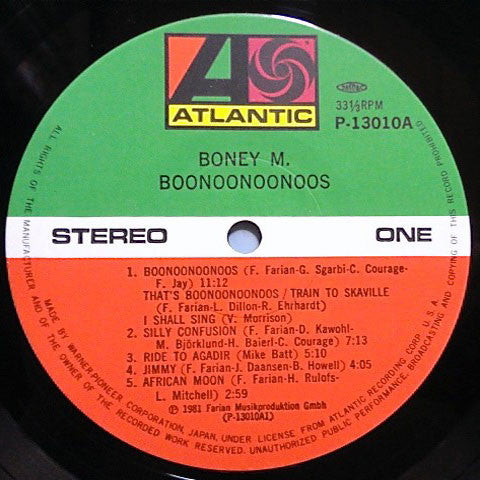 ATLANTIC
33⅓RPM
P-13010A
BONEY M.
BOONOONOONOOS
STEREO
ONE
1. BOONOONOONOOS (F. Farian-G. Sgarbi-C. Courage-
F. Jay) 11:12
THAT'S BOONOONOONOOS / TRAIN TO SKAVILLE
(F. Farian-L. Dillon-R. Ehrhardt)
I SHALL SING (V. Morrison)
2. SILLY CONFUSION (F. Farian-D. Kawohl-
M. Björklund-H. Baierl-C. Courage) 7:13
3. RIDE TO AGADIR (Mike Batt) 5:10
4. JIMMY (F. Farian-J. Daansen-B. Howell) 4:05
5. AFRICAN MOON (F. Farian-H. Rulofs-
L. Mitchell) 2:59
Ⓟ 1981 Farian Musikproduktion GmbH
(P-13010A1)
ALL RIGHTS OF THE MANUFACTURER AND OF THE OWNER OF THE RECORDED WORK RESERVED. UNAUTHORIZED PUBLIC PERFORMANCE, BROADCASTING AND COPYING OF THIS RECORD PROHIBITED
MADE BY WARNER-PIONEER CORPORATION, JAPAN, UNDER LICENSE FROM ATLANTIC RECORDING CORP., U.S.A.